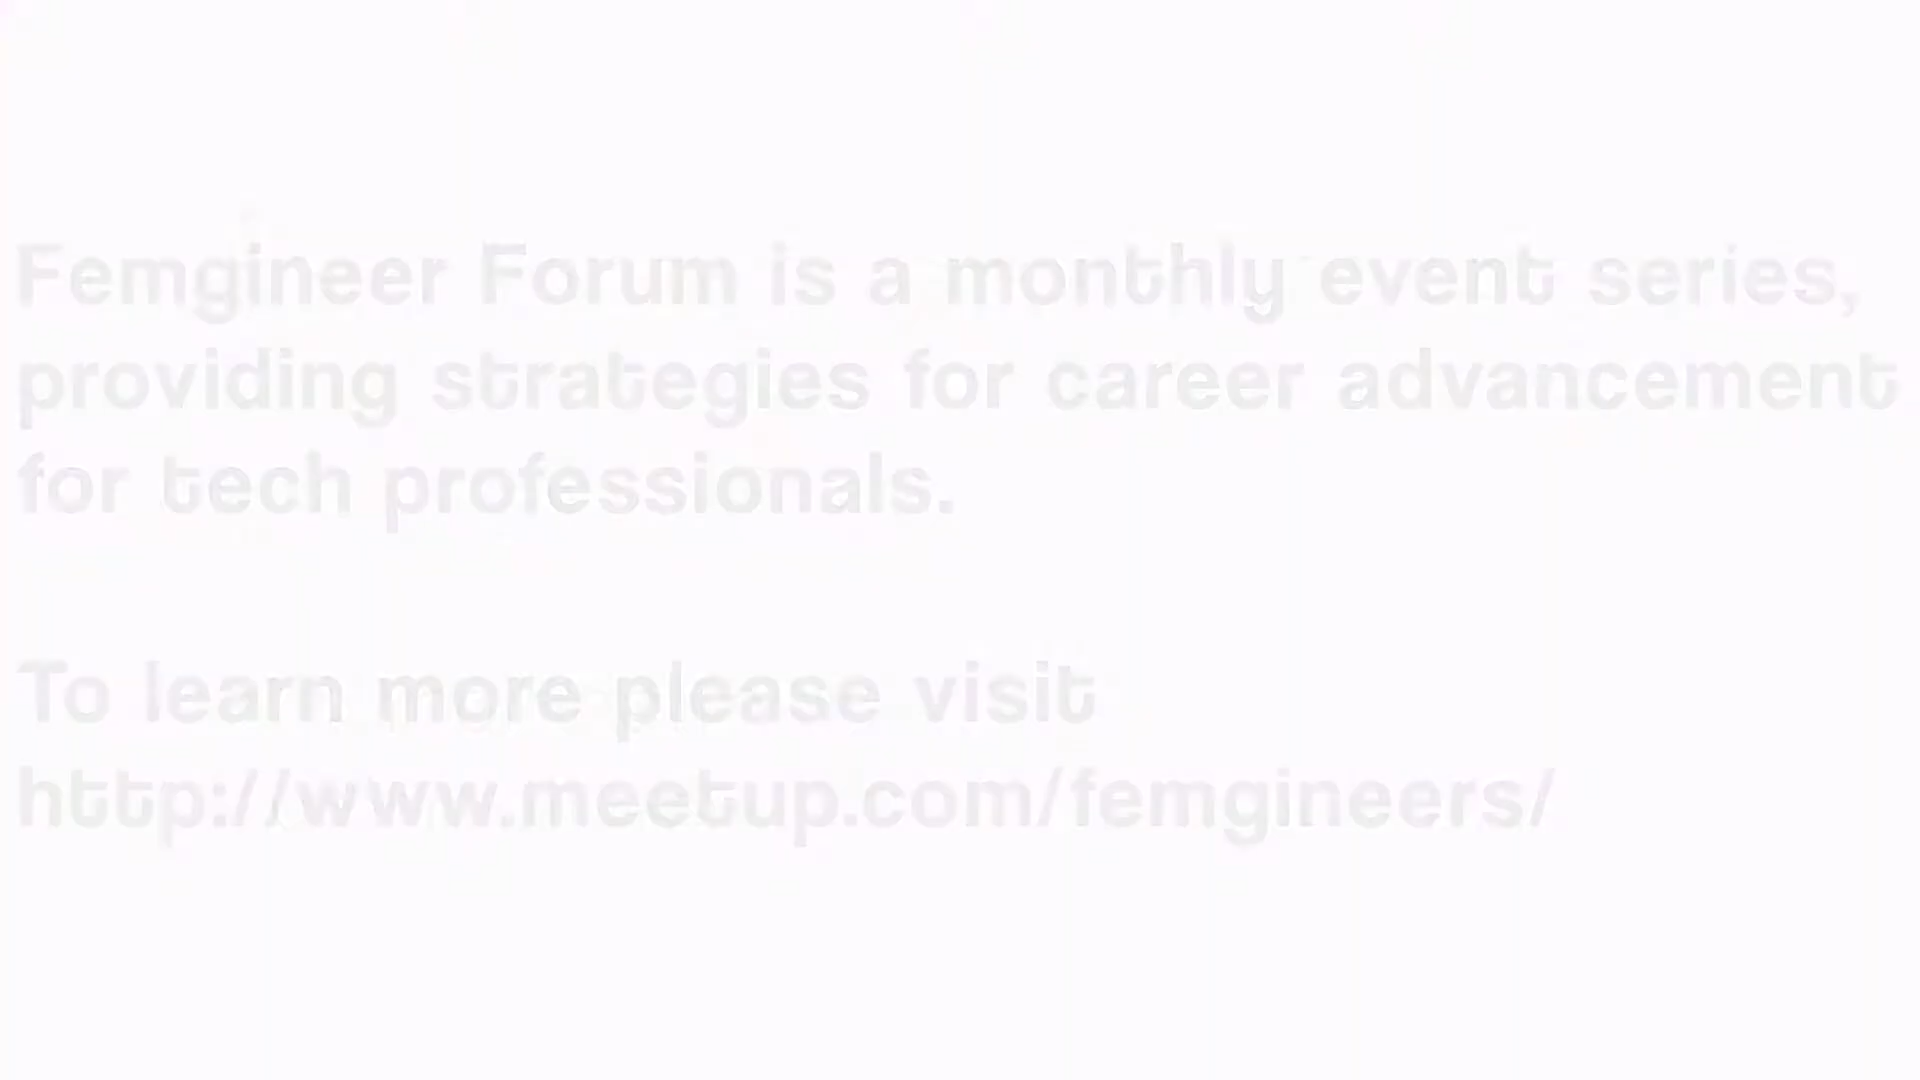 Femgineer Forum is a monthly event series,
providing strategies for career advancement
for tech professionals.
To learn more please visit
http://www.meetup.com/femgineers/